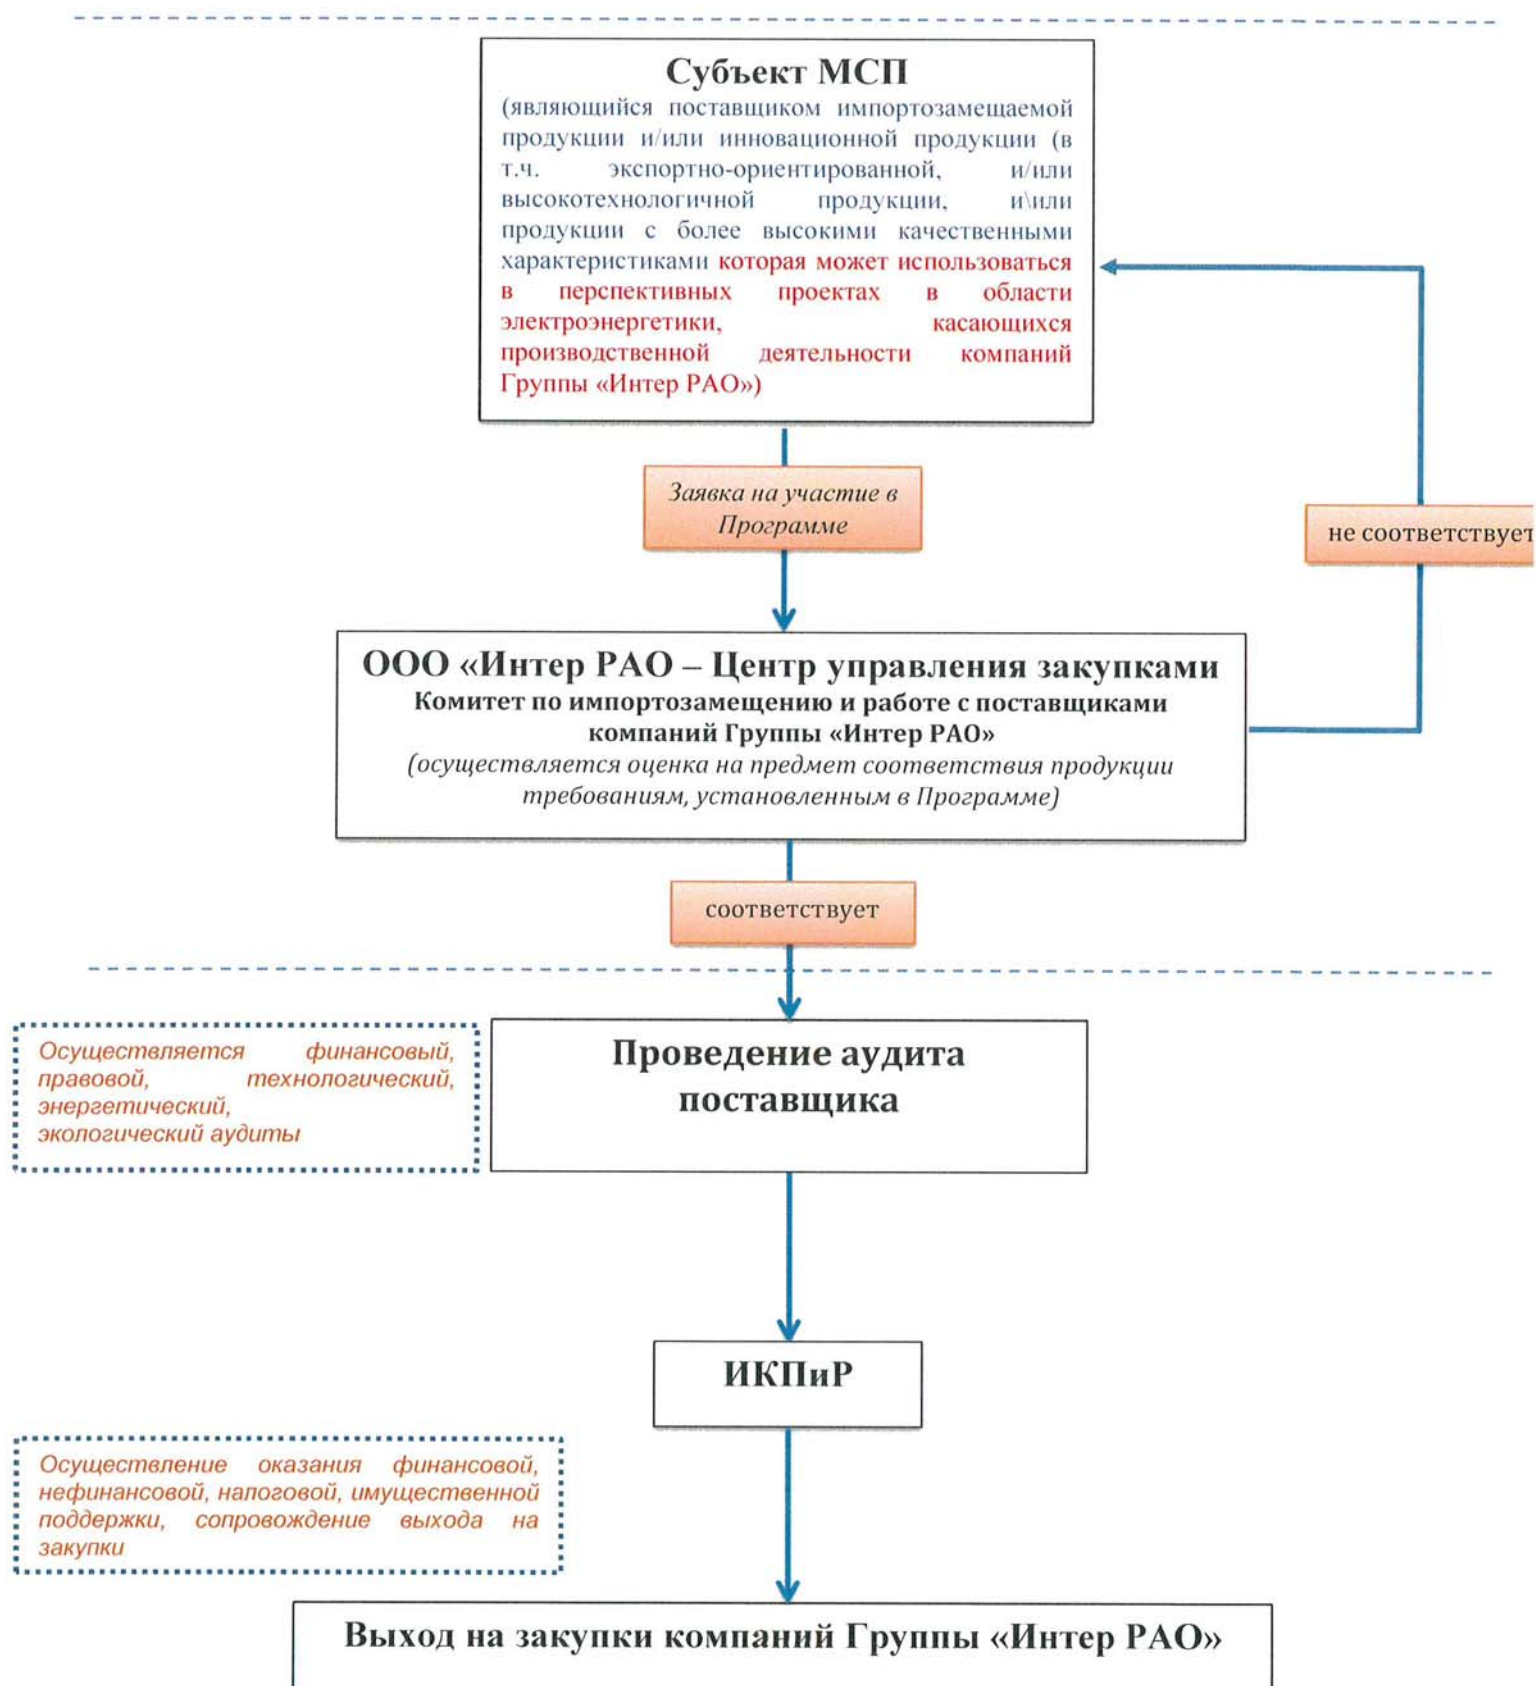 Субъект МСП
(являющийся поставщиком импортозамещаемой
продукции и/или инновационной продукции (в
т.ч. экспортно-ориентированной, и/или
высокотехнологичной продукции, и\или
продукции с более высокими качественными
характеристиками которая может использоваться
в перспективных проектах в области
электроэнергетики, касающихся
производственной деятельности компаний
Группы «Интер РАО»)
Заявка на участие в
Программе
не соответствует
ООО «Интер РАО – Центр управления закупками
Комитет по импортозамещению и работе с поставщиками
компаний Группы «Интер РАО»
(осуществляется оценка на предмет соответствия продукции
требованиям, установленным в Программе)
соответствует
Осуществляется финансовый,
правовой, технологический,
энергетический,
экологический аудиты
Проведение аудита
поставщика
ИКПиР
Осуществление оказания финансовой,
нефинансовой, налоговой, имущественной
поддержки, сопровождение выхода на
закупки
Выход на закупки компаний Группы «Интер РАО»